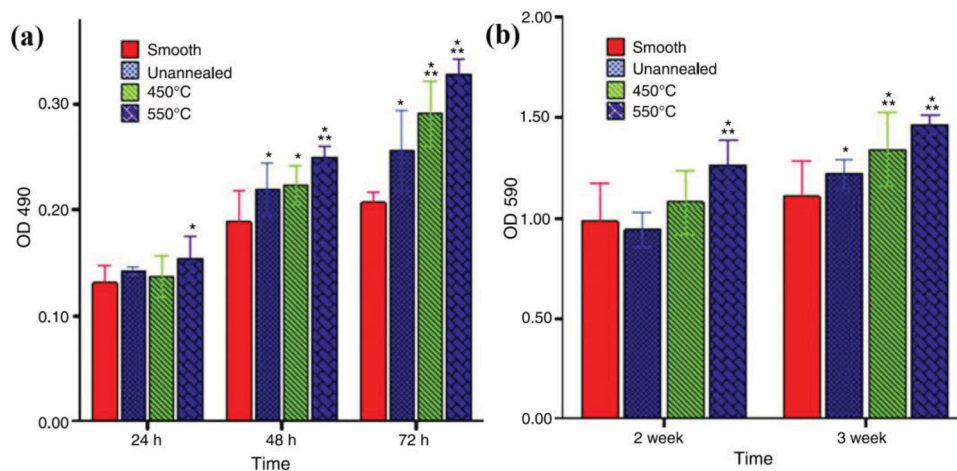 (a)
Smooth
Unannealed
450°C
550°C
OD 490
0.30
0.20
0.10
0.00
*
* *
*
**
*
*
**
*
**
24 h 48 h 72 h
Time
(b)
Smooth
Unannealed
450°C
550°C
OD 590
2.00
1.50
1.00
0.50
0.00
*
**
*
*
**
*
**
2 week 3 week
Time